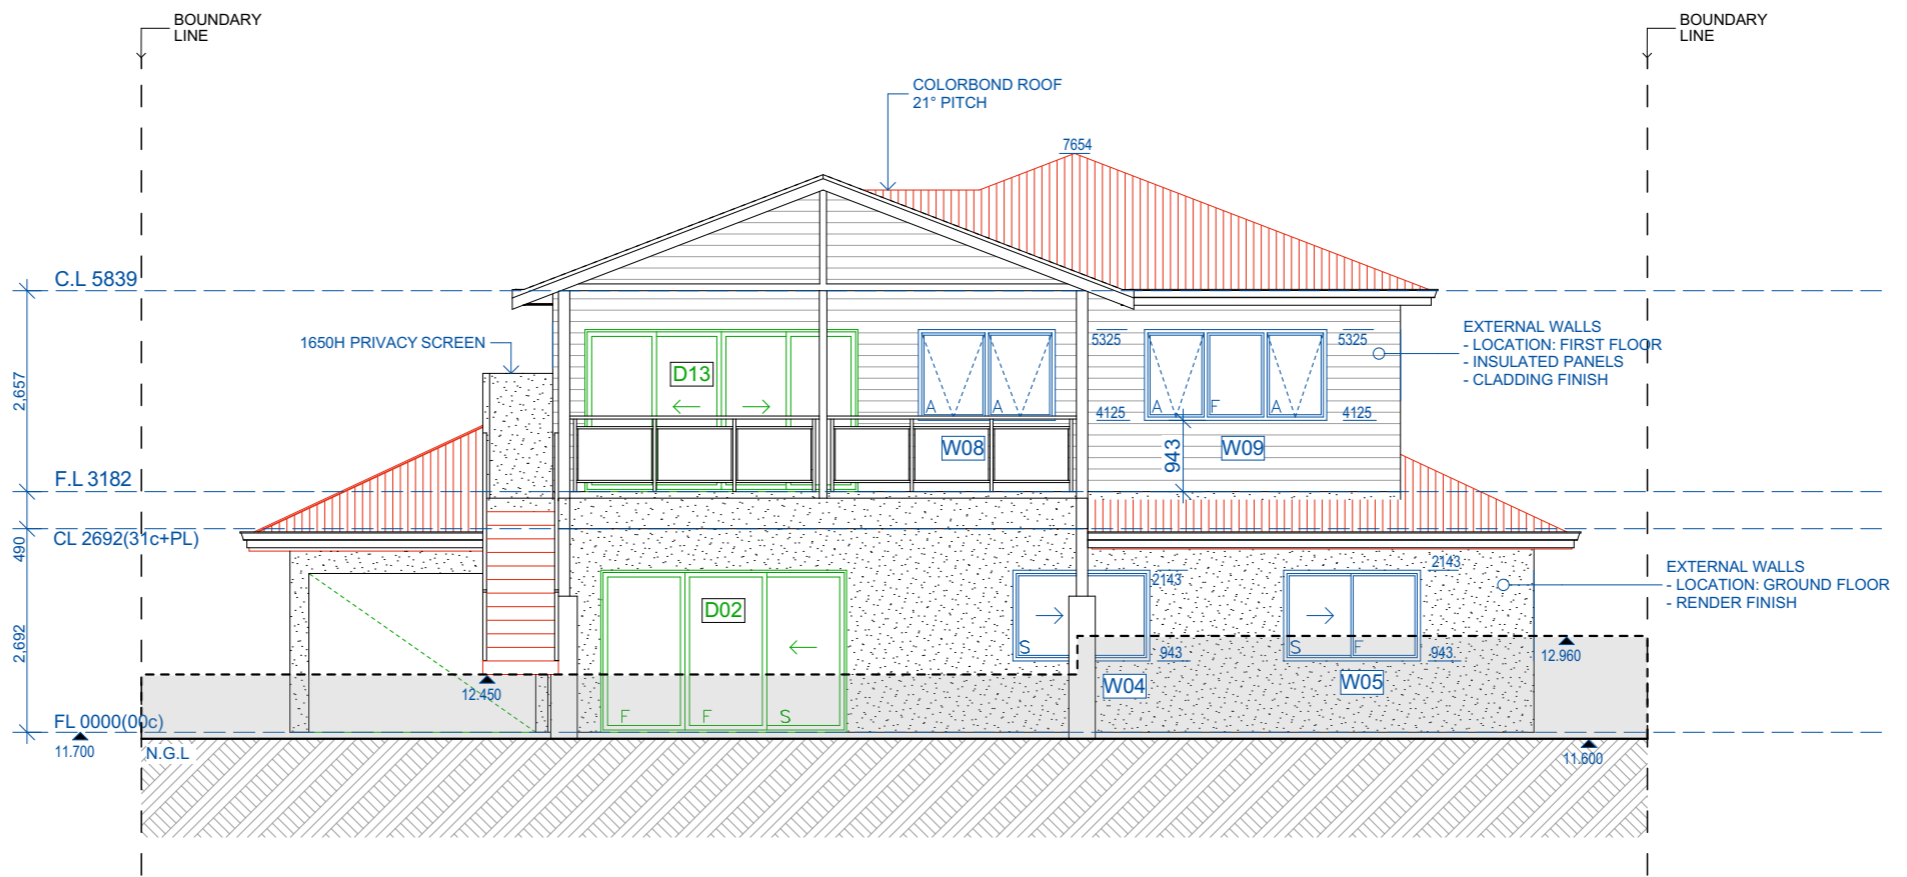 BOUNDARY
LINE
BOUNDARY
LINE
COLORBOND ROOF
21° PITCH
7654
C.L 5839
1650H PRIVACY SCREEN
5325
5325
EXTERNAL WALLS
- LOCATION: FIRST FLOOR
- INSULATED PANELS
- CLADDING FINISH
D13
2,657
A
A
A
F
A
4125
4125
W08
943
W09
F.L 3182
490
CL 2692(31c+PL)
2143
2143
EXTERNAL WALLS
- LOCATION: GROUND FLOOR
- RENDER FINISH
D02
2,692
S
943
S
F
943
12.960
12.450
W04
W05
F
F
S
FL 0000(00c)
11.700
N.G.L
11.600